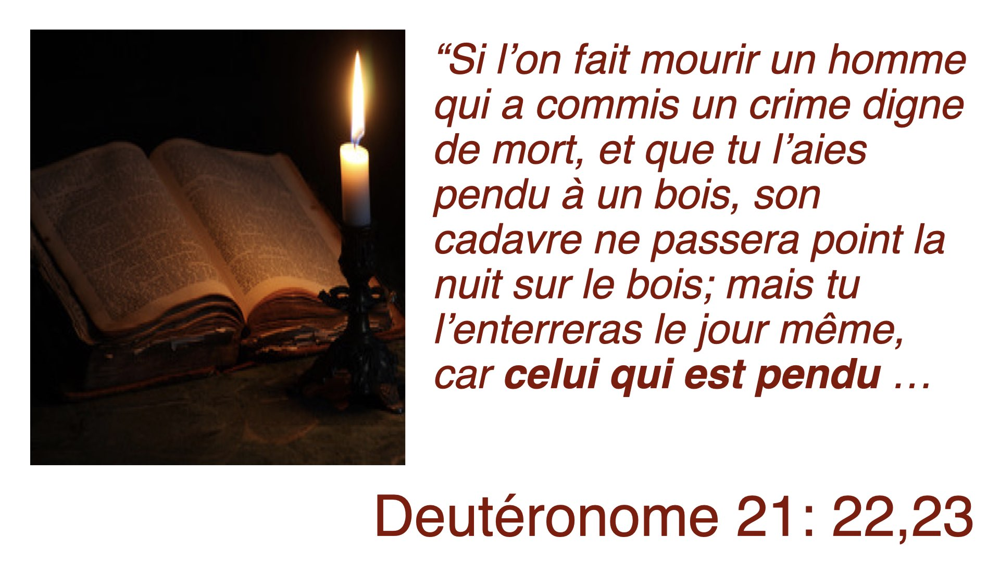 “Si l’on fait mourir un homme
qui a commis un crime digne
de mort, et que tu l’aies
pendu à un bois, son
cadavre ne passera point la
nuit sur le bois; mais tu
l’enterreras le jour même,
car celui qui est pendu …
Deutéronome 21: 22,23